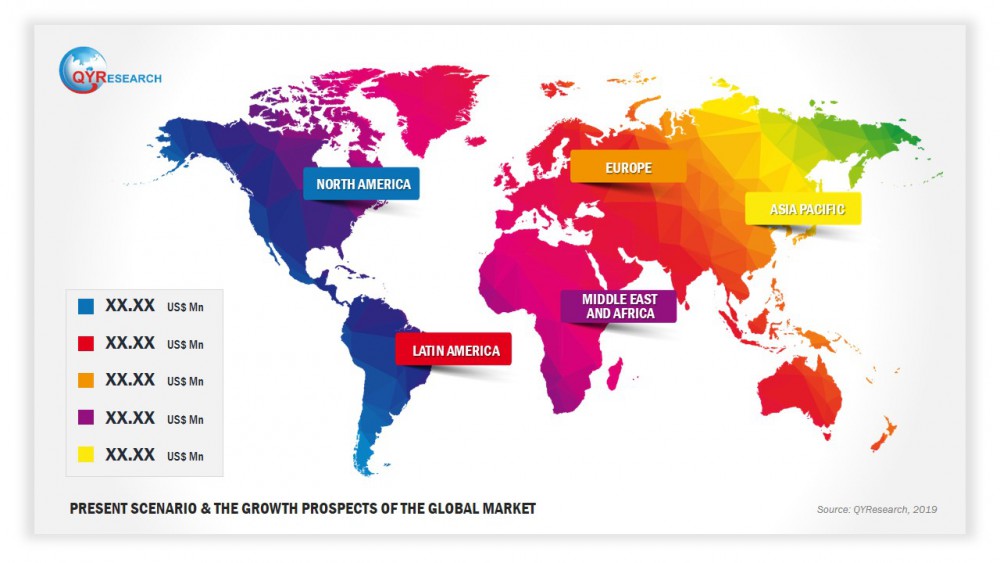 QYRESEARCH
NORTH AMERICA
EUROPE
ASIA PACIFIC
MIDDLE EAST
AND AFRICA
LATIN AMERICA
XX.XX US$ Mn
XX.XX US$ Mn
XX.XX US$ Mn
XX.XX US$ Mn
XX.XX US$ Mn
PRESENT SCENARIO & THE GROWTH PROSPECTS OF THE GLOBAL MARKET
Source: QYResearch, 2019